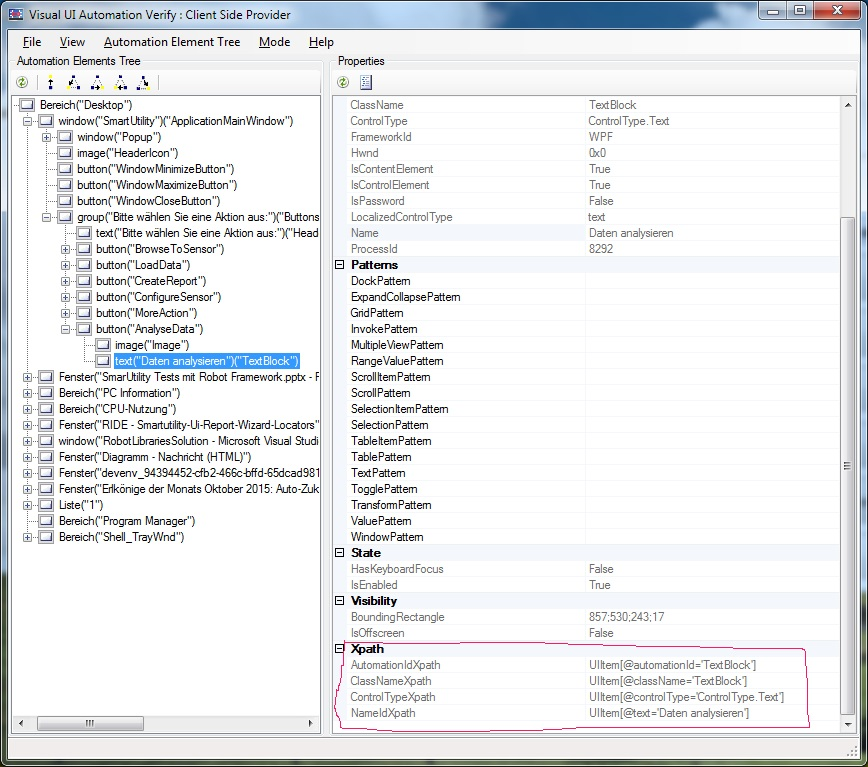 Visual UI Automation Verify : Client Side Provider
File View Automation Element Tree Mode Help
Automation Elements Tree
Bereich("Desktop")
window("SmartUtility")("ApplicationMainWindow")
window("Popup")
image("HeaderIcon")
button("WindowMinimizeButton")
button("WindowMaximizeButton")
button("WindowCloseButton")
group("Bitte wählen Sie eine Aktion aus:")("Buttons
text("Bitte wählen Sie eine Aktion aus:")("Head
button("BrowseToSensor")
button("LoadData")
button("CreateReport")
button("ConfigureSensor")
button("MoreAction")
button("AnalyseData")
image("Image")
text("Daten analysieren")("TextBlock")
Fenster("SmarUtility Tests mit Robot Framework.pptx - F
Bereich("PC Information")
Bereich("CPU-Nutzung")
Fenster("RIDE - Smartutility-Ui-Report-Wizard-Locators"
window("RobotLibrariesSolution - Microsoft Visual Studi
Fenster("Diagramm - Nachricht (HTML)")
Fenster("devenv_94394452-cfb2-466c-bffd-65dcad981
Fenster("Erlkönige der Monats Oktober 2015: Auto-Zuk
Liste("1")
Bereich("Program Manager")
Bereich("Shell_TrayWnd")
Properties
ClassName TextBlock
ControlType ControlType.Text
FrameworkId WPF
Hwnd 0x0
IsContentElement True
IsControlElement True
IsPassword False
LocalizedControlType text
Name Daten analysieren
ProcessId 8292
Patterns
DockPattern
ExpandCollapsePattern
GridPattern
InvokePattern
MultipleViewPattern
RangeValuePattern
ScrollItemPattern
ScrollPattern
SelectionItemPattern
SelectionPattern
TableItemPattern
TablePattern
TextPattern
TogglePattern
TransformPattern
ValuePattern
WindowPattern
State
HasKeyboardFocus False
IsEnabled True
Visibility
BoundingRectangle 857;530;243;17
IsOffscreen False
Xpath
AutomationIdXpath UIItem[@automationId='TextBlock']
ClassNameXpath UIItem[@className='TextBlock']
ControlTypeXpath UIItem[@controlType='ControlType.Text']
NameIdXpath UIItem[@text='Daten analysieren']